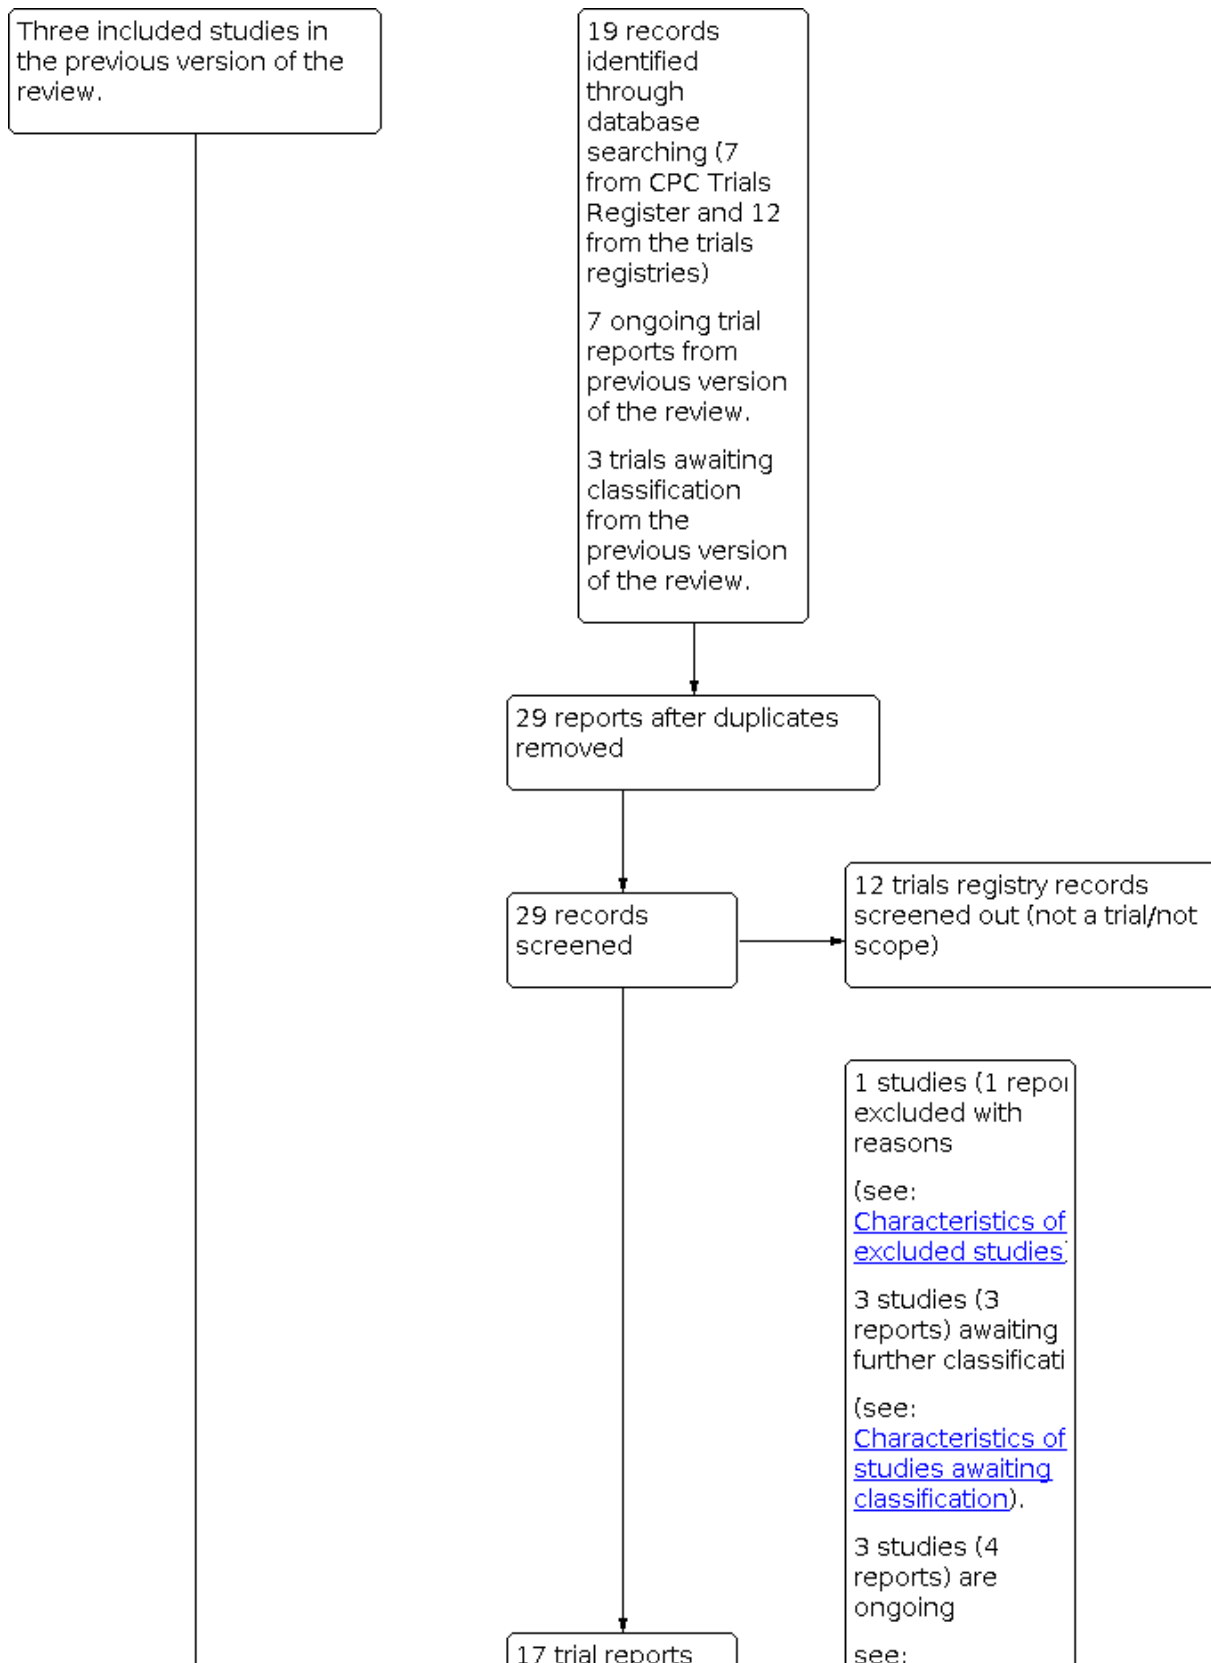 Three included studies in
the previous version of the
review.
19 records
identified
through
database
searching (7
from CPC Trials
Register and 12
from the trials
registries)
7 ongoing trial
reports from
previous version
of the review.
3 trials awaiting
classification
from the
previous version
of the review.
29 reports after duplicates
removed
29 records
screened
12 trials registry records
screened out (not a trial/not
scope)
1 studies (1
excluded with
reasons
(see:
Characteristics of
excluded studies
3 studies (3
reports) awaiting
further
(see:
Characteristics of
studies awaiting
classification).
3 studies (4
reports) are
ongoing
see:
17 trial reports